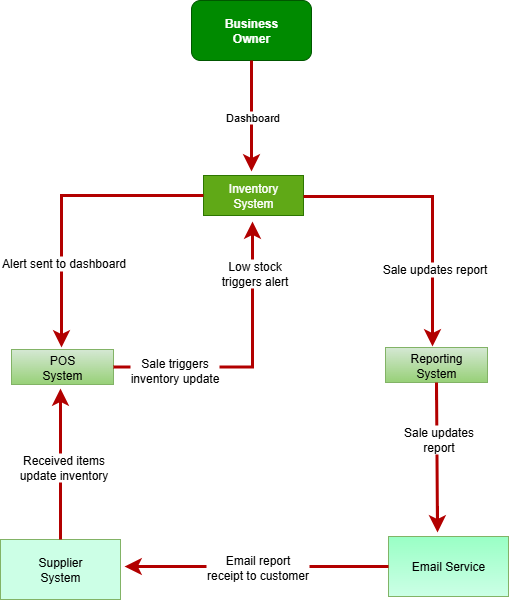 Business
Owner
Dashboard
Inventory
System
Alert sent to dashboard
Low stock
triggers alert
Sale updates report
POS
System
Sale triggers
inventory update
Reporting
System
Sale updates
report
Received items
update inventory
Supplier
System
Email report
receipt to customer
Email Service